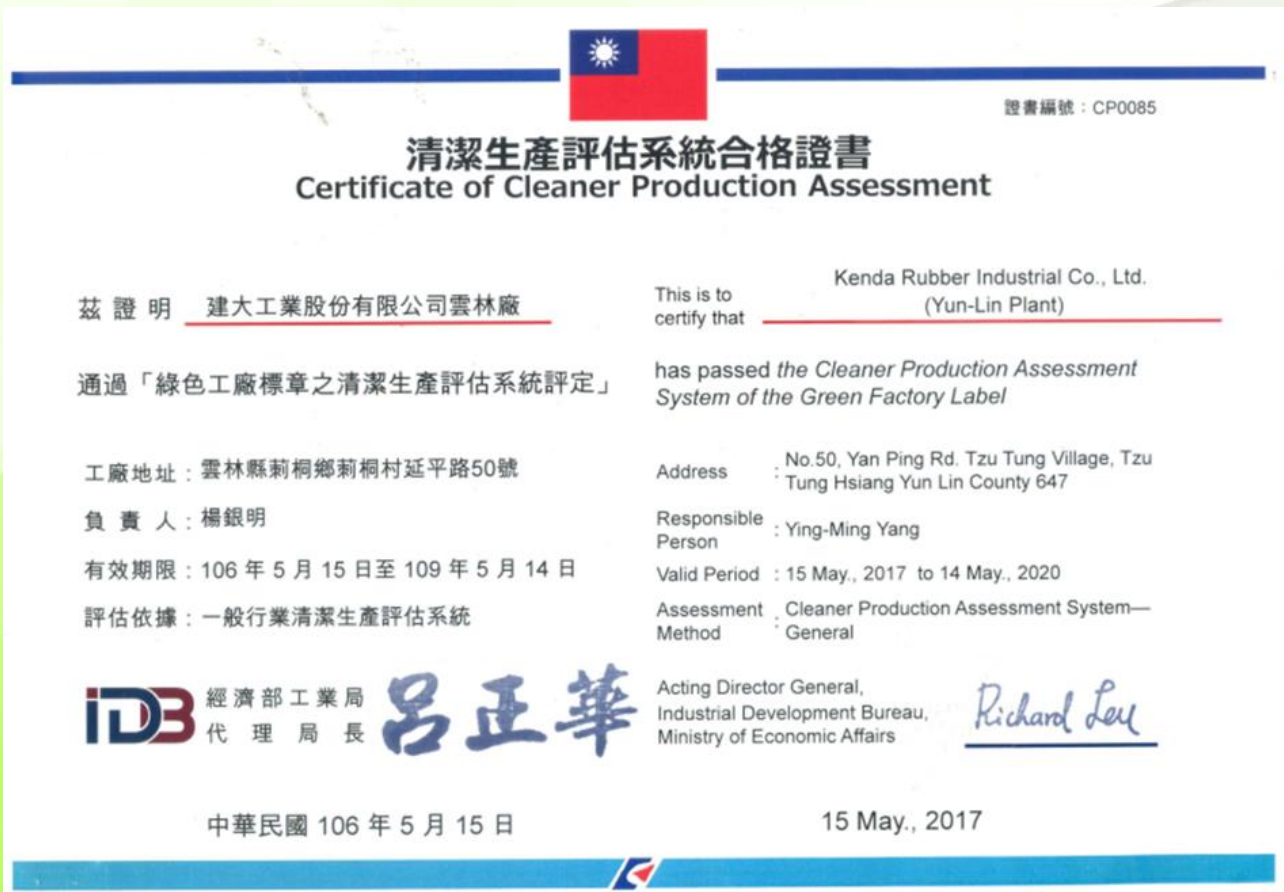 證書編號：CP0085
清潔生產評估系統合格證書
Certificate of Cleaner Production Assessment
茲證明 建大工業股份有限公司雲林廠
通過「綠色工廠標章之清潔生產評估系統評定」
工廠地址：雲林縣莿桐鄉莿桐村延平路50號
負責人：楊銀明
有效期限：106 年 5 月 15 日至 109 年 5 月 14 日
評估依據：一般行業清潔生產評估系統
iDB 經濟部工業局
代理局長 呂正華
中華民國 106 年 5 月 15 日
This is to
certify that
Kenda Rubber Industrial Co., Ltd.
(Yun-Lin Plant)
has passed the Cleaner Production Assessment
System of the Green Factory Label
Address : No.50, Yan Ping Rd. Tzu Tung Village, Tzu
Tung Hsiang Yun Lin County 647
Responsible
Person : Ying-Ming Yang
Valid Period : 15 May., 2017 to 14 May., 2020
Assessment
Method : Cleaner Production Assessment System—
General
Acting Director General,
Industrial Development Bureau,
Ministry of Economic Affairs
Richard Leu
15 May., 2017